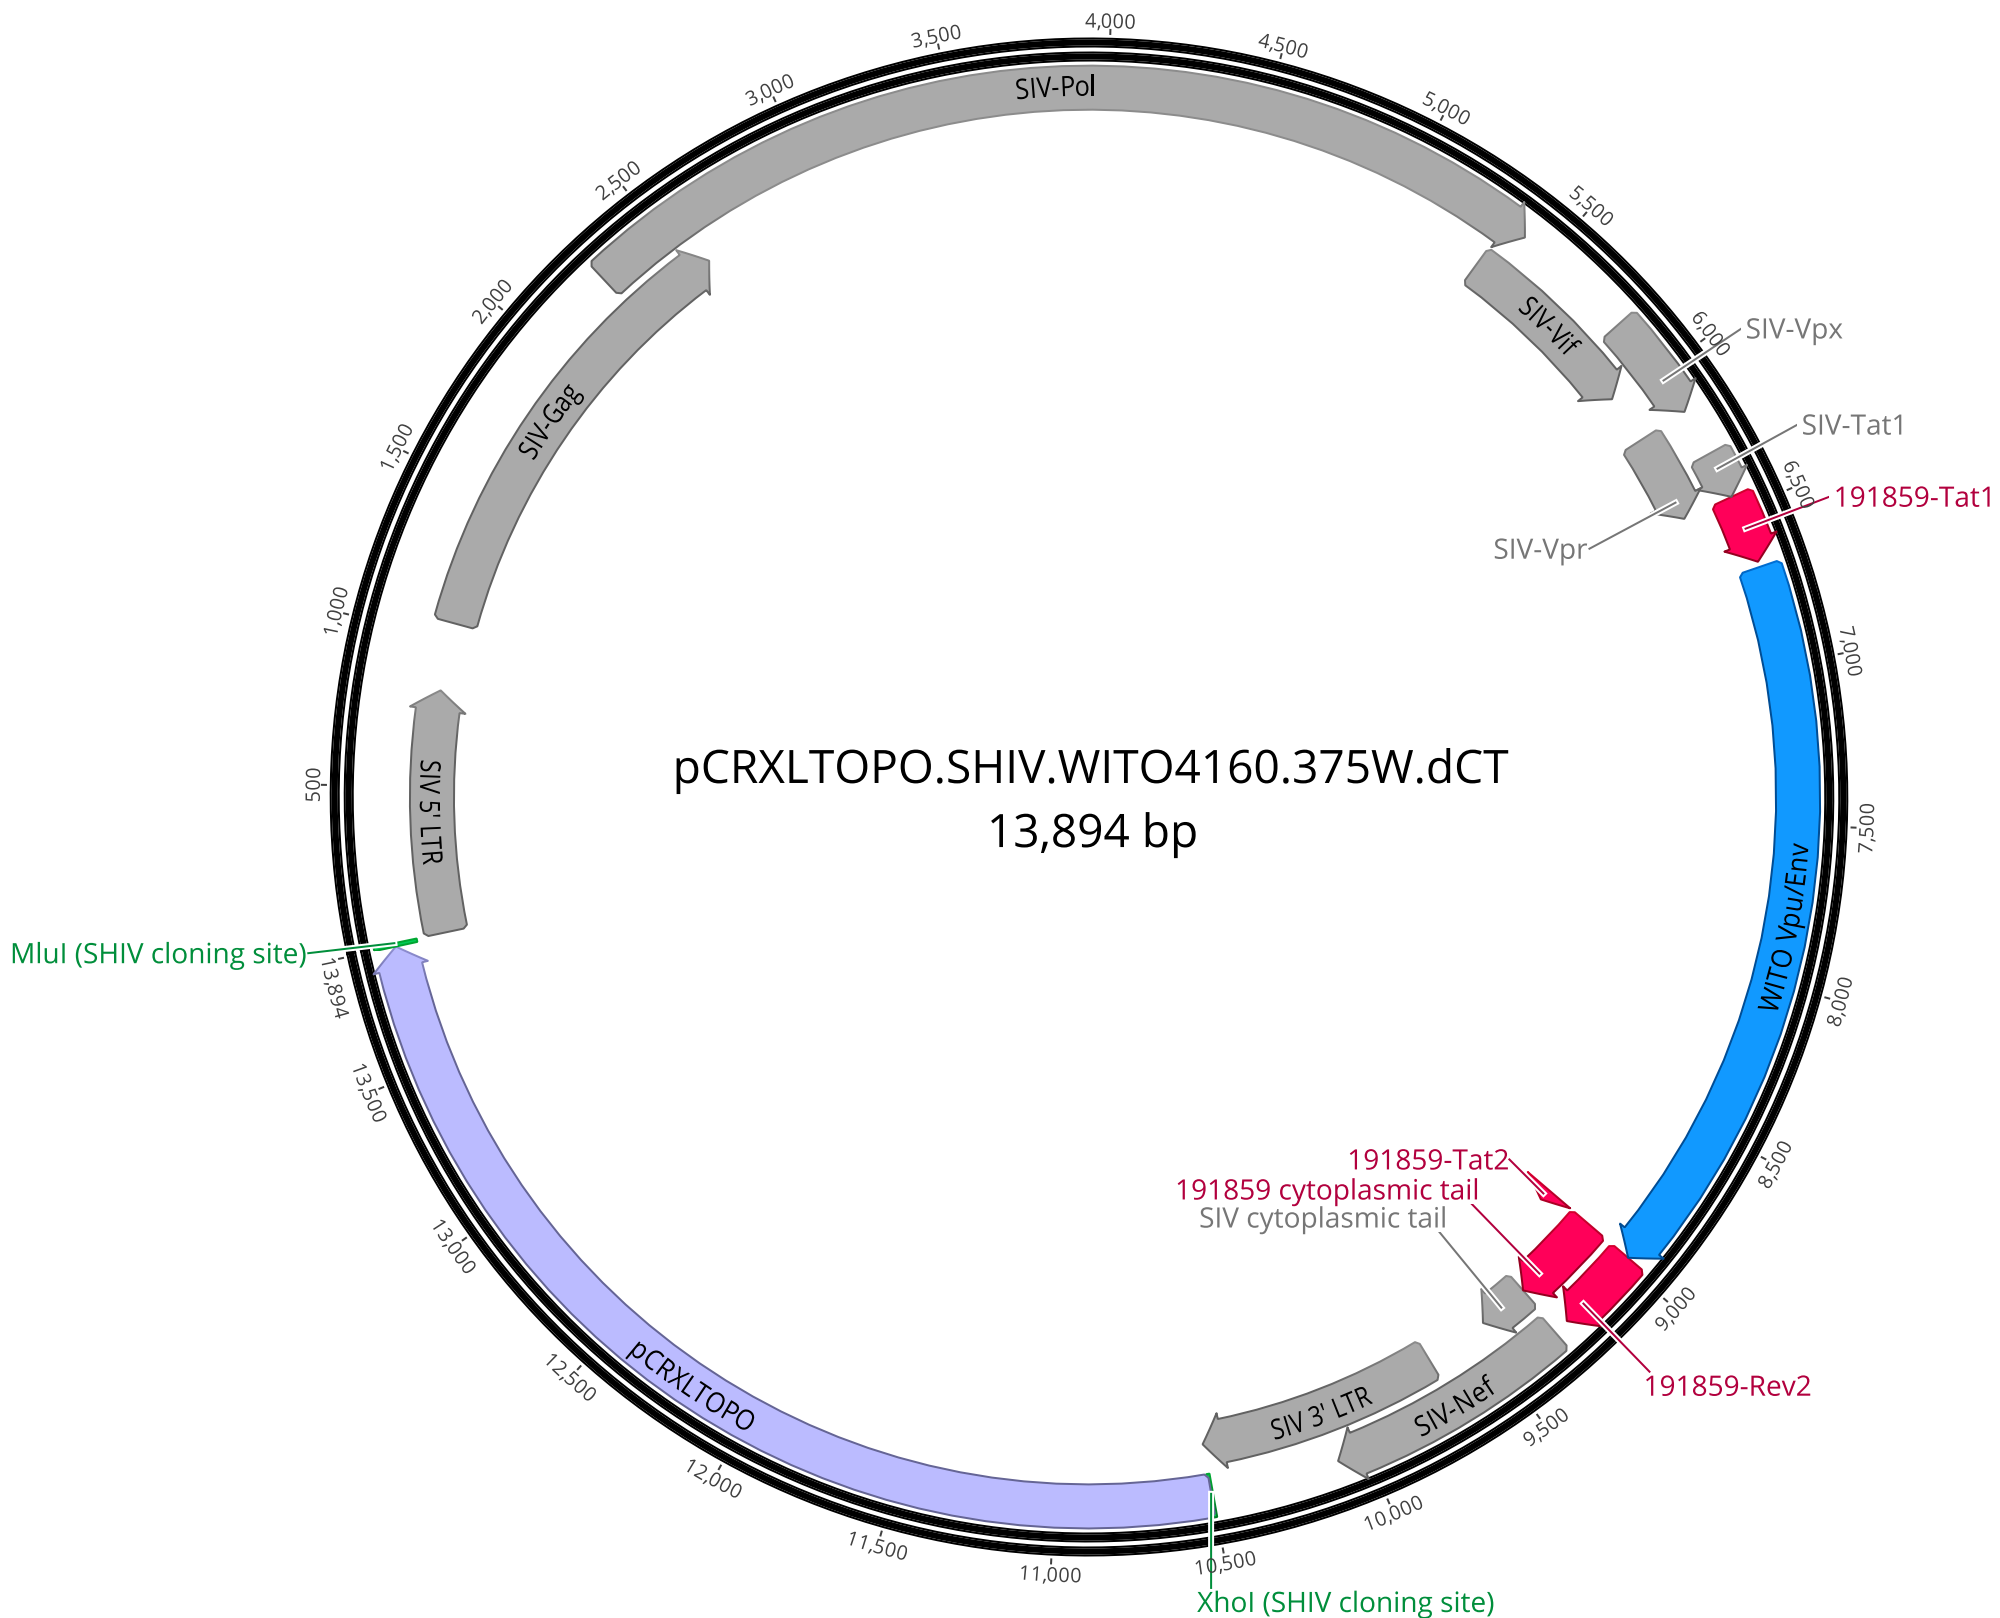 4,000
3,500
4,500
3,000
5,000
SIV-Pol
2,500
5,500
2,000
SIV-Vif
6,000
SIV-Vpx
SIV-Gag
SIV-Tat1
1,500
6,500
191859-Tat1
SIV-Vpr
1,000
7,000
500
SIV 5' LTR
pCRXLTOPO.SHIV.WITO4160.375W.dCT
13,894 bp
7,500
WITO Vpu/Env
MluI (SHIV cloning site)
13,894
8,000
13,500
191859-Tat2
8,500
191859 cytoplasmic tail
SIV cytoplasmic tail
13,000
9,000
12,500
pCRXLTOPO
191859-Rev2
SIV 3' LTR
SIV-Nef
9,500
12,000
10,000
11,500
11,000
10,500
XhoI (SHIV cloning site)